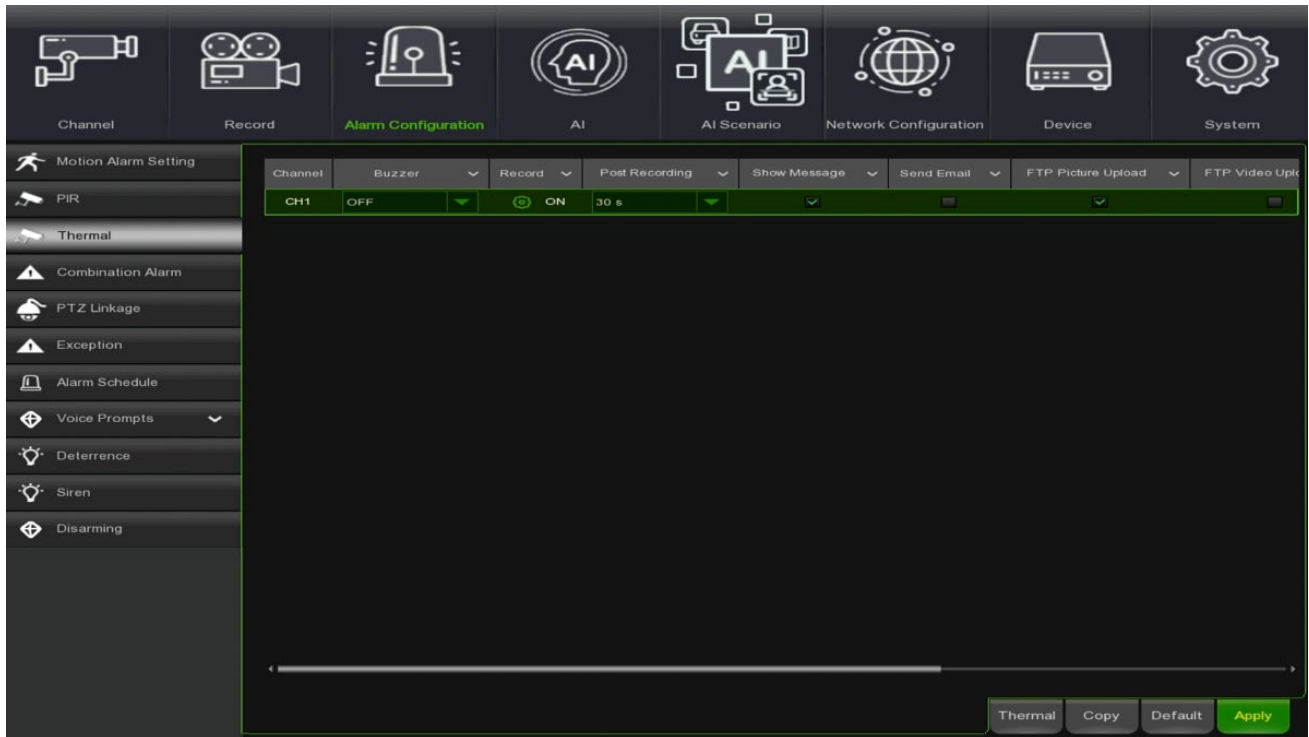 Channel Record Alarm Configuration AI AI Scenario Network Configuration Device System
Motion Alarm Setting
PIR
Thermal
Combination Alarm
PTZ Linkage
Exception
Alarm Schedule
Voice Prompts
Deterrence
Siren
Disarming
Channel Buzzer Record Post Recording Show Message Send Email FTP Picture Upload FTP Video
CH1 OFF ON 30 s
Thermal Copy Default Apply